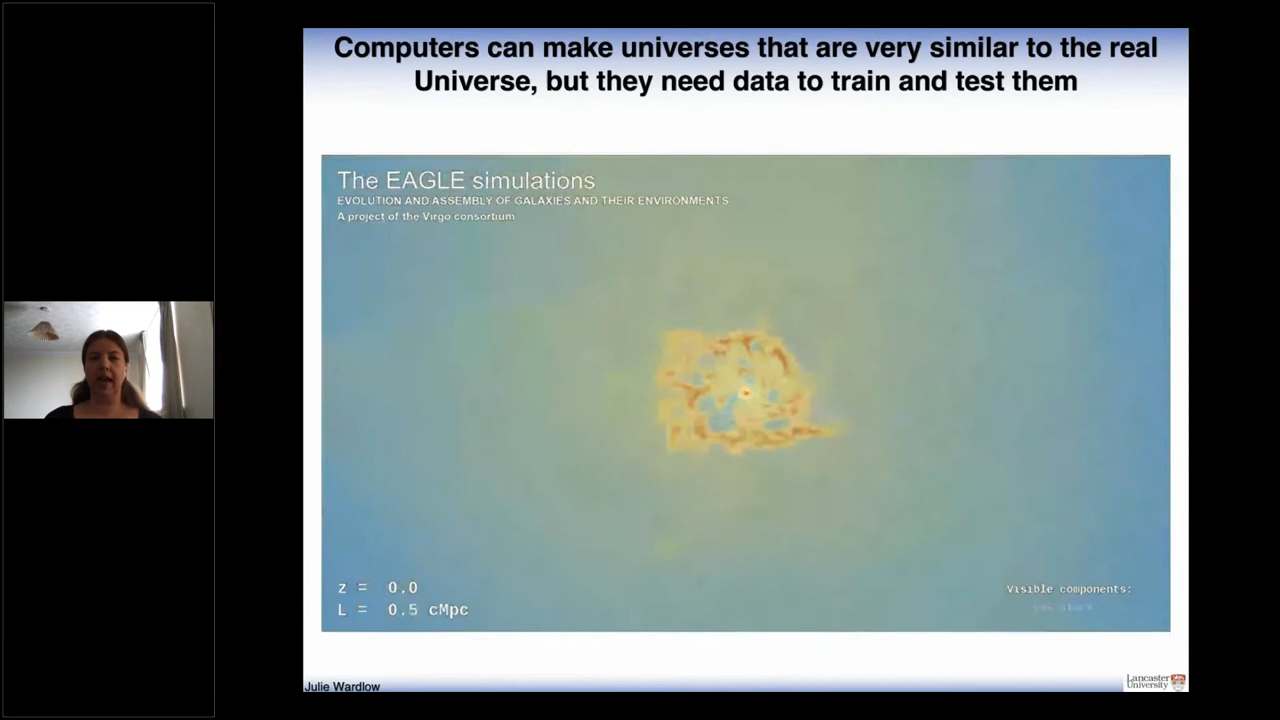 Computers can make universes that are very similar to the real
Universe, but they need data to train and test them
The EAGLE simulations
EVOLUTION AND ASSEMBLY OF GALAXIES AND THEIR ENVIRONMENTS
A project of the Virgo consortium
z = 0.0
L = 0.5 cMpc
Visible components:
Julie Wardlow
Lancaster
University